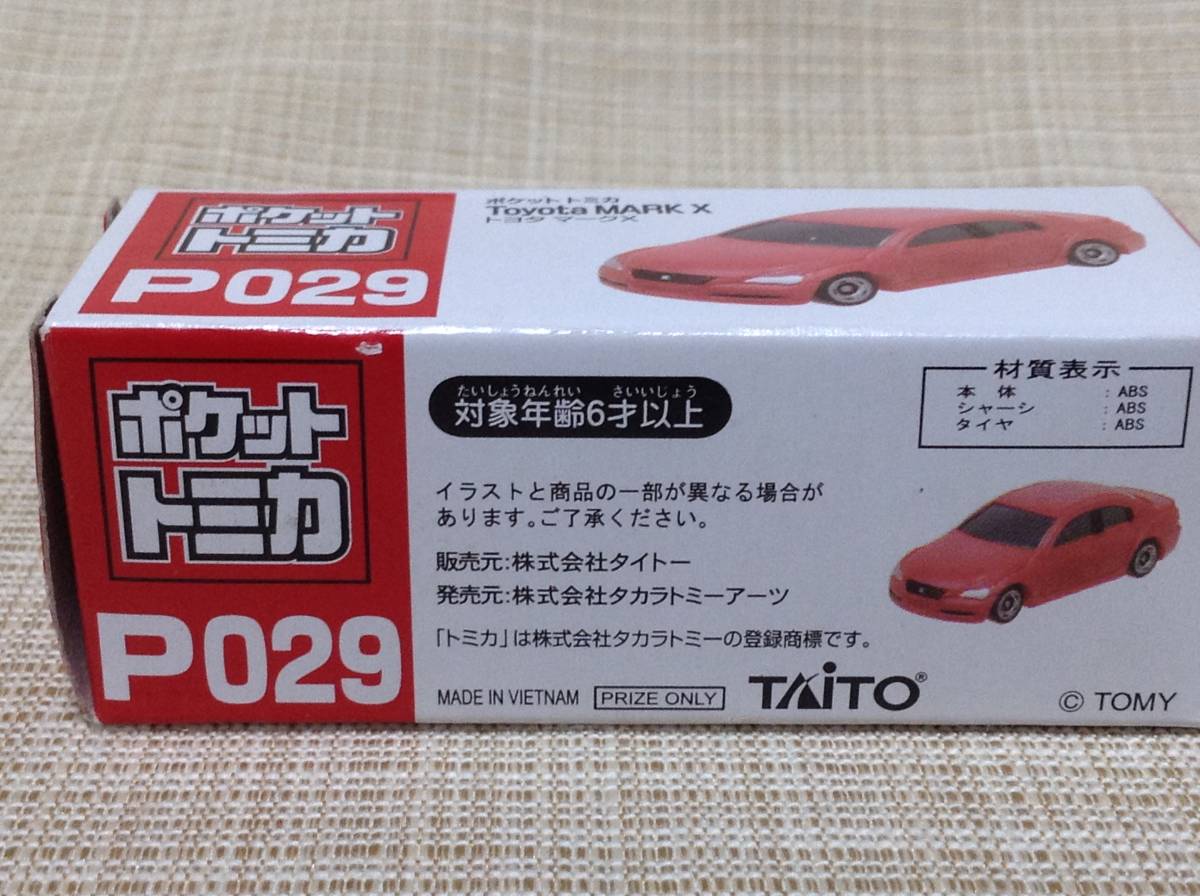 ポケット
トミカ
P029
ポケット トミカ
Toyota MARK X
トヨタ マークX
ポケット
トミカ
P029
たいしょうねんれい さいいじょう
対象年齢6才以上
材質表示
本体 : ABS
シャーシ : ABS
タイヤ : ABS
イラストと商品の一部が異なる場合が
あります。ご了承ください。
販売元:株式会社タイトー
発売元:株式会社タカラトミーアーツ
「トミカ」は株式会社タカラトミーの登録商標です。
MADE IN VIETNAM PRIZE ONLY TAITO® © TOMY